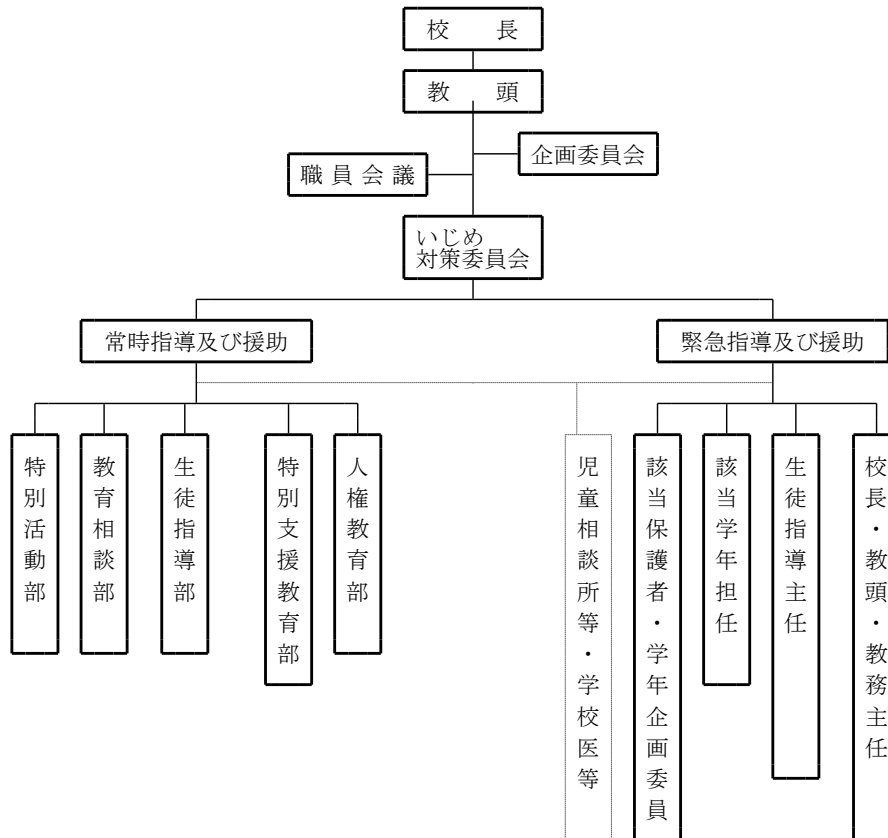 校　長
教　頭
企画委員会
職員会議
いじめ
対策委員会
常時指導及び援助
緊急指導及び援助
特別活動部
教育相談部
生徒指導部
特別支援教育部
人権教育部
児童相談所等・学校医等
該当保護者・学年企画委員
該当学年担任
生徒指導主任
校長・教頭・教務主任